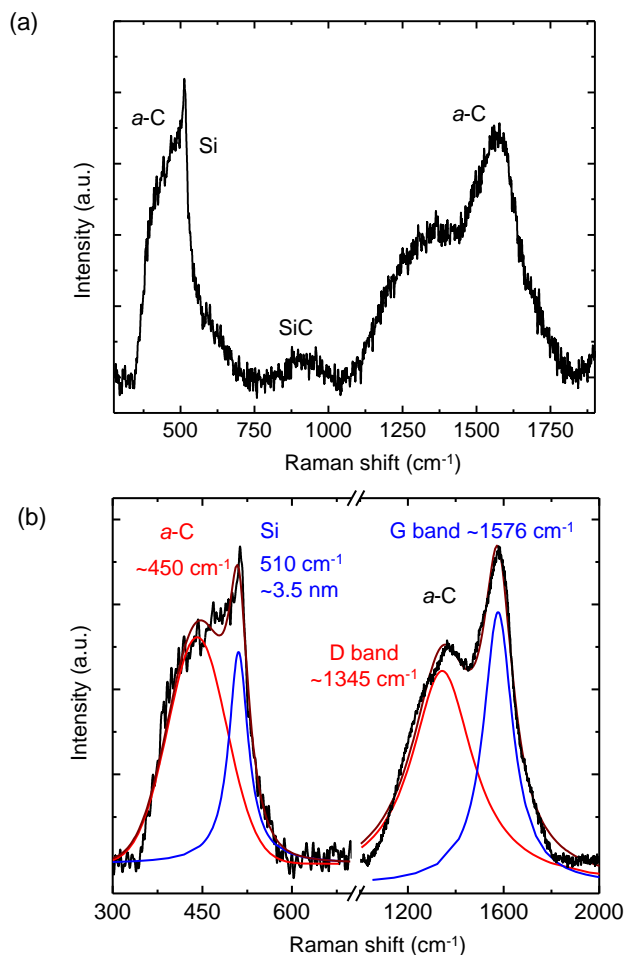 (a)
a-C
Si
a-C
SiC
Intensity (a.u.)
500 750 1000 1250 1500 1750
Raman shift (cm⁻¹)
(b)
a-C
~450 cm⁻¹
Si
510 cm⁻¹
~3.5 nm
G band ~1576 cm⁻¹
a-C
D band
~1345 cm⁻¹
Intensity (a.u.)
300 450 600 1200 1600 2000
Raman shift (cm⁻¹)